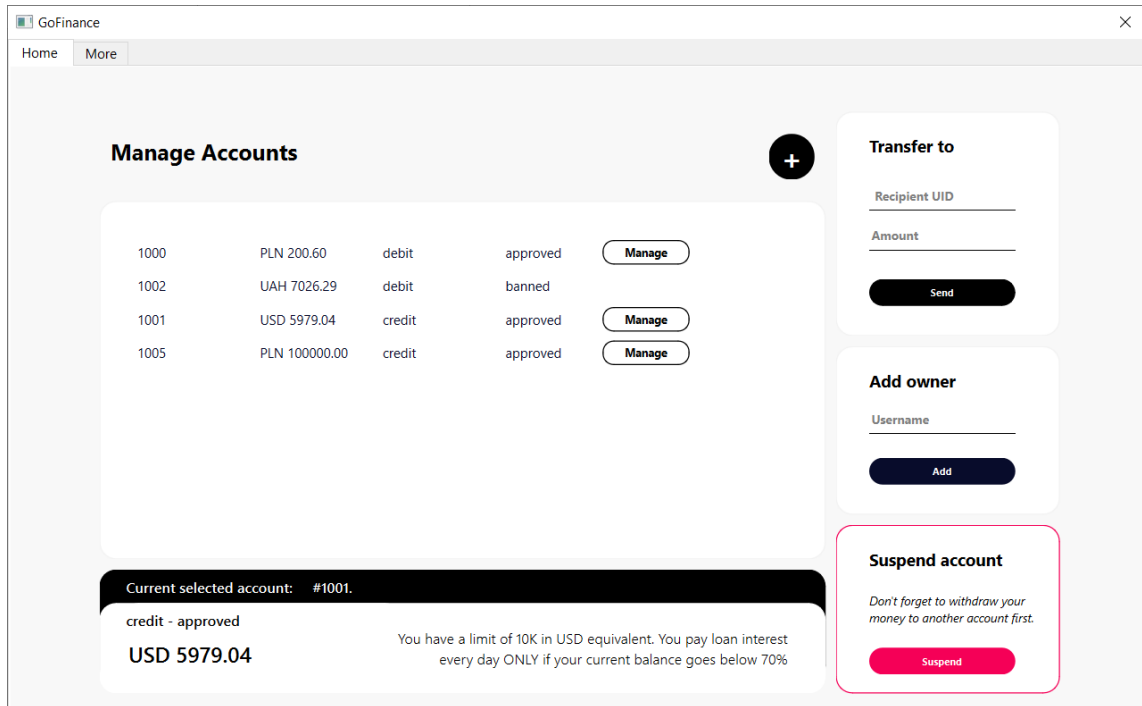 GoFinance
Home More
Manage Accounts
+
1000 PLN 200.60 debit approved Manage
1002 UAH 7026.29 debit banned
1001 USD 5979.04 credit approved Manage
1005 PLN 100000.00 credit approved Manage
Current selected account: #1001.
credit - approved
USD 5979.04
You have a limit of 10K in USD equivalent. You pay loan interest
every day ONLY if your current balance goes below 70%
Transfer to
Recipient UID
Amount
Send
Add owner
Username
Add
Suspend account
Don't forget to withdraw your
money to another account first.
Suspend